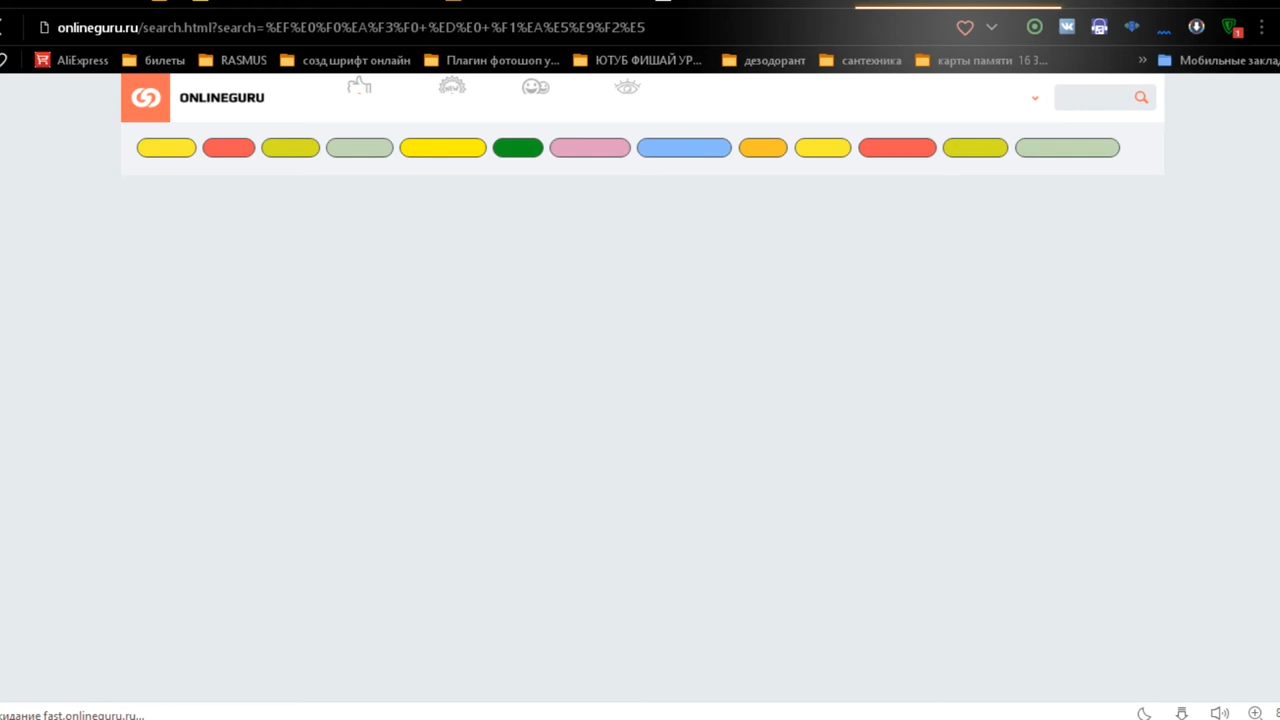 onlineguru.ru/search.html?search=%EF%E0%F0%EA%F3%F0+%ED%E0+%F1%EA%E5%E9%F2%E5
AliExpress билеты RASMUS созд шрифт онлайн Плагин фотошоп у... ЮТУБ ФИШАЙ УР... дезодорант сантехника карты памяти 16 З... » Мобильные заклад
ONLINEGURU
NEW
жидание fast.onlineguru.ru...